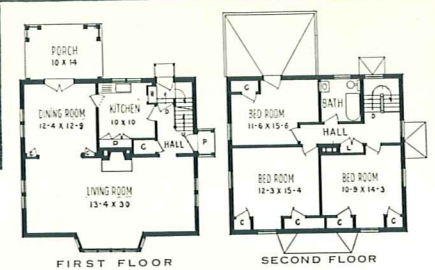 PORCH
10 X 14
DINING ROOM
12-4 X 12-9
KITCHEN
10 X 10
R
D
C
HALL
P
LIVING ROOM
13-4 X 30
FIRST FLOOR
C
BED ROOM
11-6 X 15-6
BATH
D
HALL
BED ROOM
12-3 X 15-4
BED ROOM
10-9 X 14-3
C
C
C
C
SECOND FLOOR